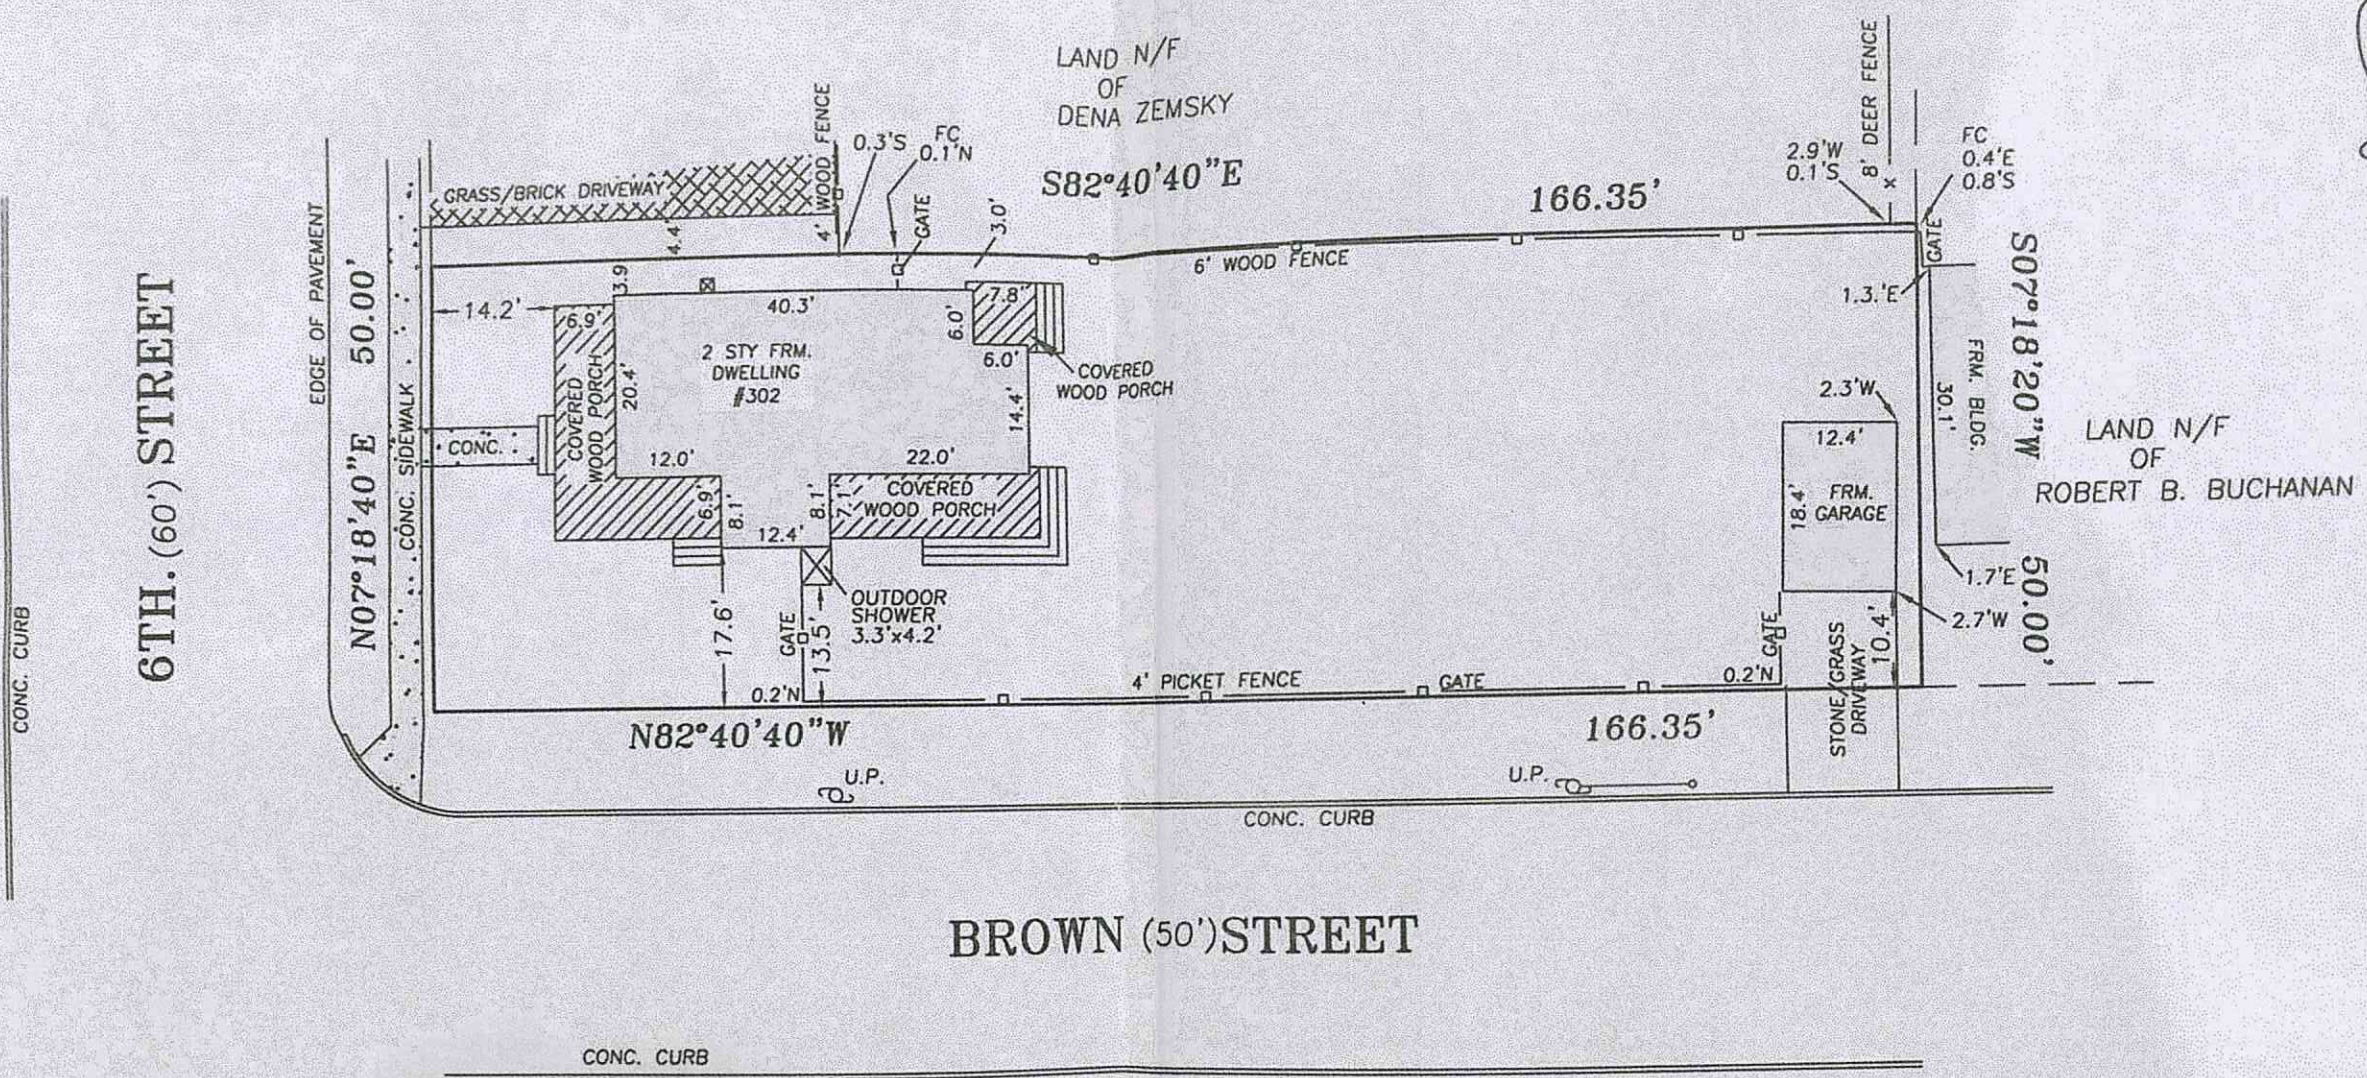 LAND N/F
OF
DENA ZEMSKY
S82°40'40"E
166.35'
8' DEER FENCE
2.9'W
0.1'S
x
FC
0.4'E
0.8'S
GATE
4' WOOD FENCE
0.3'S
FC
0.1'N
GATE
3.0'
GRASS/BRICK DRIVEWAY
4.4'
6' WOOD FENCE
EDGE OF PAVEMENT
N07°18'40"E 50.00'
CONC. SIDEWALK
6TH. (60') STREET
CONC. CURB
14.2'
3.9
6.9'
40.3'
7.8'
6.0'
6.0'
2 STY FRM.
DWELLING
#302
COVERED
WOOD PORCH
20.4'
14.4'
COVERED
WOOD PORCH
CONC.
12.0'
22.0'
6.9'
8.1'
8.1'
7.1'
COVERED
WOOD PORCH
12.4'
OUTDOOR
SHOWER
3.3'x4.2'
17.6'
GATE
13.5'
0.2'N
4' PICKET FENCE
GATE
0.2'N
GATE
1.3.'E
FRM. BLDG.
30.1'
S07°18'20"W 50.00'
2.3'W
12.4'
18.4'
FRM.
GARAGE
LAND N/F
OF
ROBERT B. BUCHANAN
1.7'E
2.7'W
10.4'
STONE/GRASS
DRIVEWAY
N82°40'40"W
166.35'
U.P.
U.P.
CONC. CURB
BROWN (50') STREET
CONC. CURB